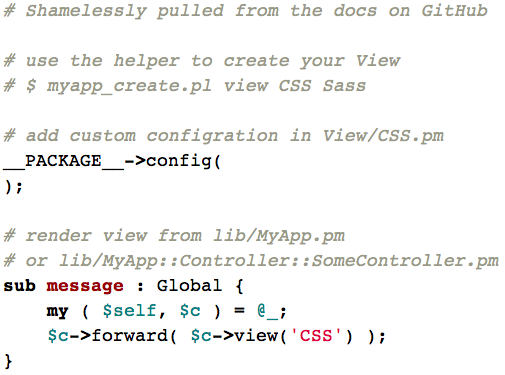 # Shamelessly pulled from the docs on GitHub
# use the helper to create your View
# $ myapp_create.pl view CSS Sass
# add custom configration in View/CSS.pm
__PACKAGE__->config(
);
# render view from lib/MyApp.pm
# or lib/MyApp::Controller::SomeController.pm
sub message : Global {
    my ( $self, $c ) = @_;
    $c->forward( $c->view('CSS') );
}